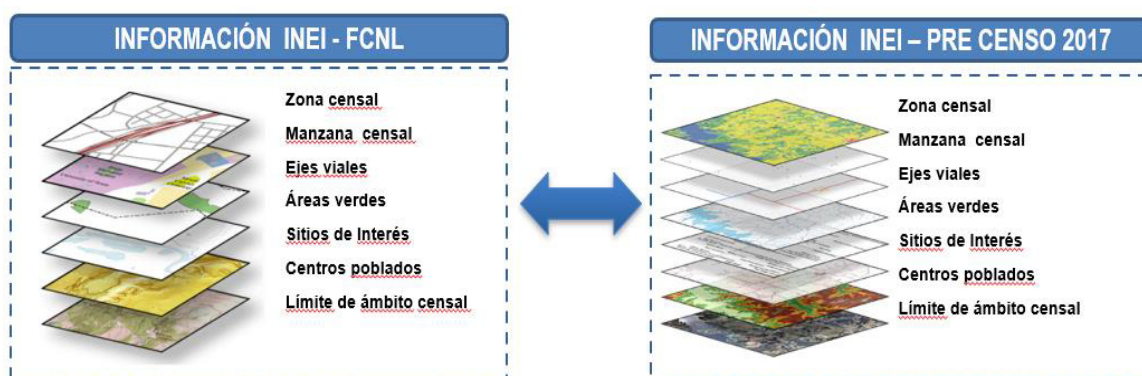 INFORMACIÓN INEI - FCNL
Zona censal
Manzana censal
Ejes viales
Áreas verdes
Sitios de Interés
Centros poblados
Límite de ámbito censal
INFORMACIÓN INEI – PRE CENSO 2017
Zona censal
Manzana censal
Ejes viales
Áreas verdes
Sitios de Interés
Centros poblados
Límite de ámbito censal